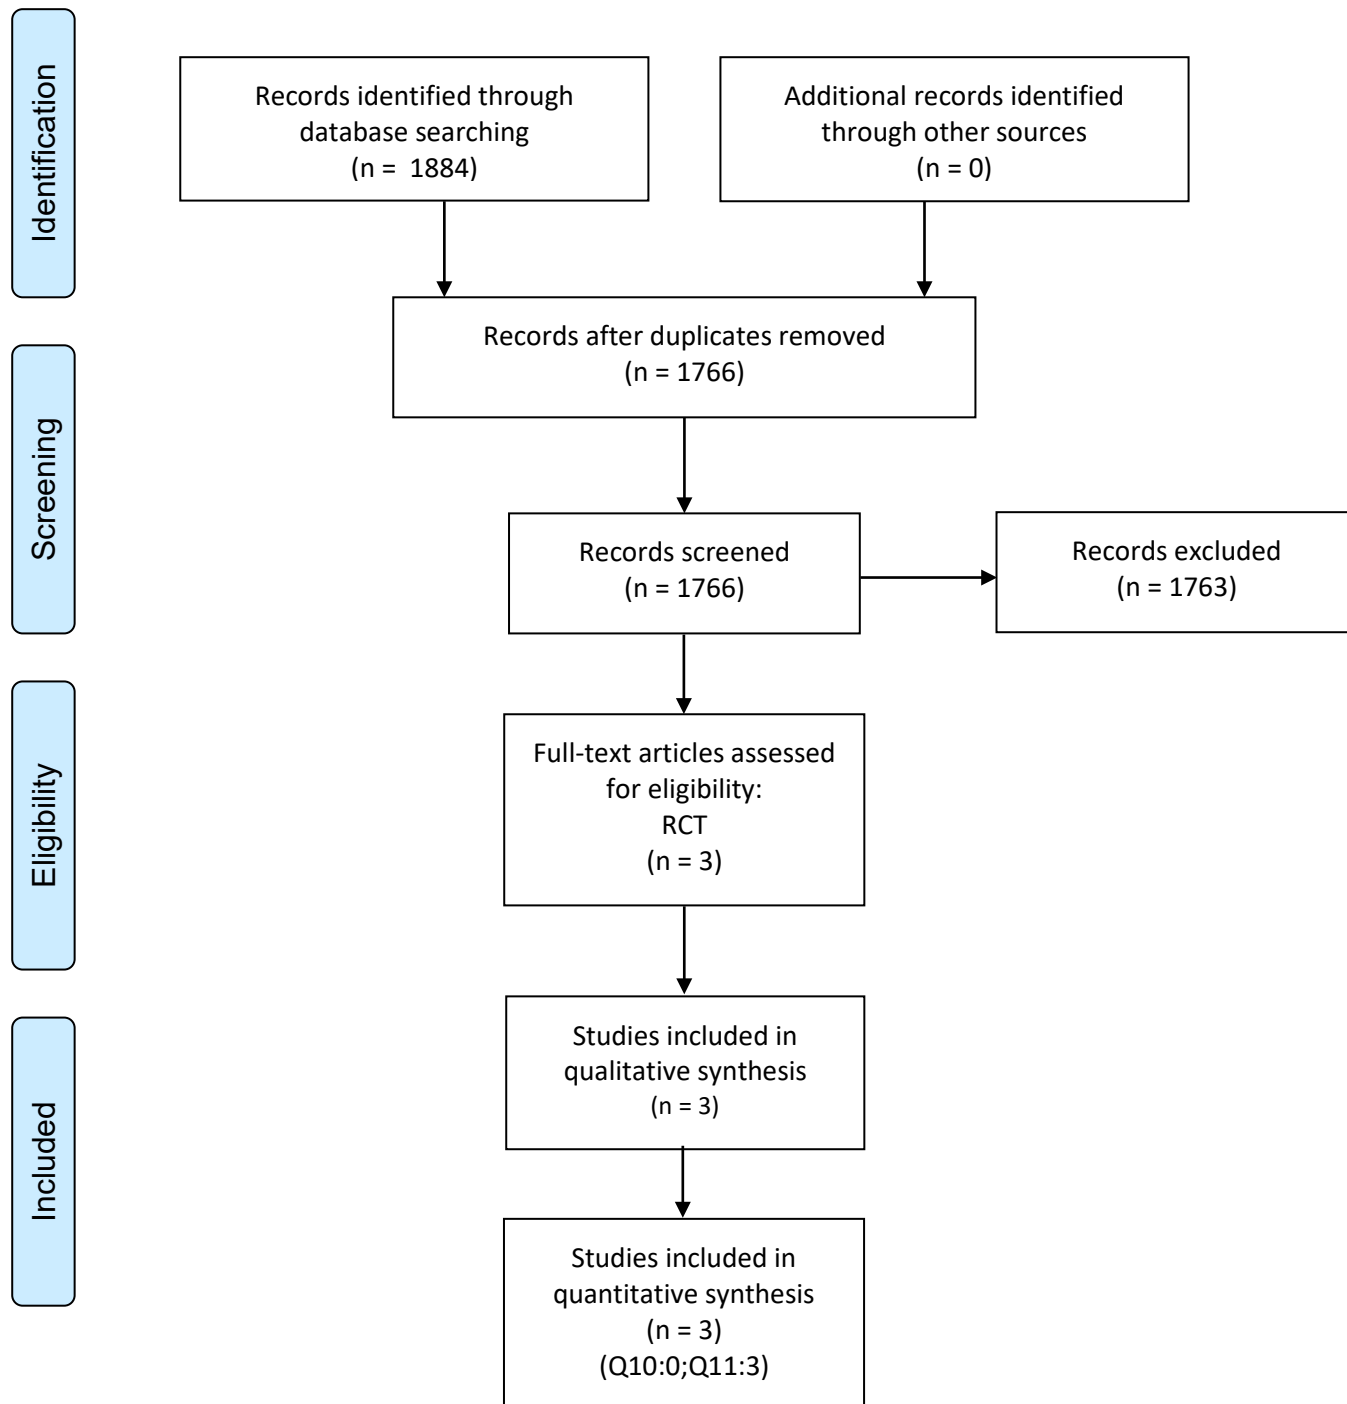 Identification
Records identified through
database searching
(n =  1884)
Additional records identified
through other sources
(n = 0)
Records after duplicates removed
(n = 1766)
Screening
Records screened
(n = 1766)
Records excluded
(n = 1763)
Eligibility
Full-text articles assessed
for eligibility:
RCT
(n = 3)
Included
Studies included in
qualitative synthesis
(n = 3)
Studies included in
quantitative synthesis
(n = 3)
(Q10:0;Q11:3)